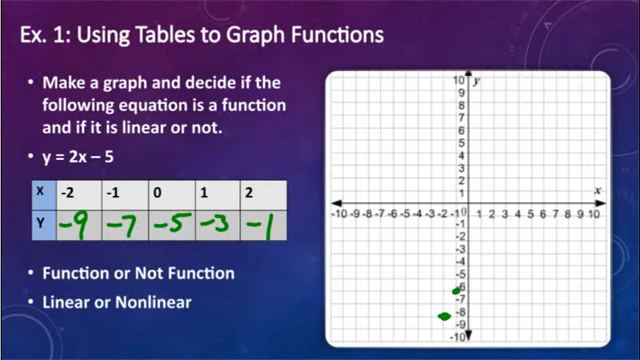 Ex. 1: Using Tables to Graph Functions
• Make a graph and decide if the
following equation is a function
and if it is linear or not.
• y = 2x – 5
X -2 -1 0 1 2
Y -9 -7 -5 -3 -1
• Function or Not Function
• Linear or Nonlinear
y
10
9
8
7
6
5
4
3
2
1
x
-10 -9 -8 -7 -6 -5 -4 -3 -2 -1 0 1 2 3 4 5 6 7 8 9 10
-1
-2
-3
-4
-5
-6
-7
-8
-9
-10